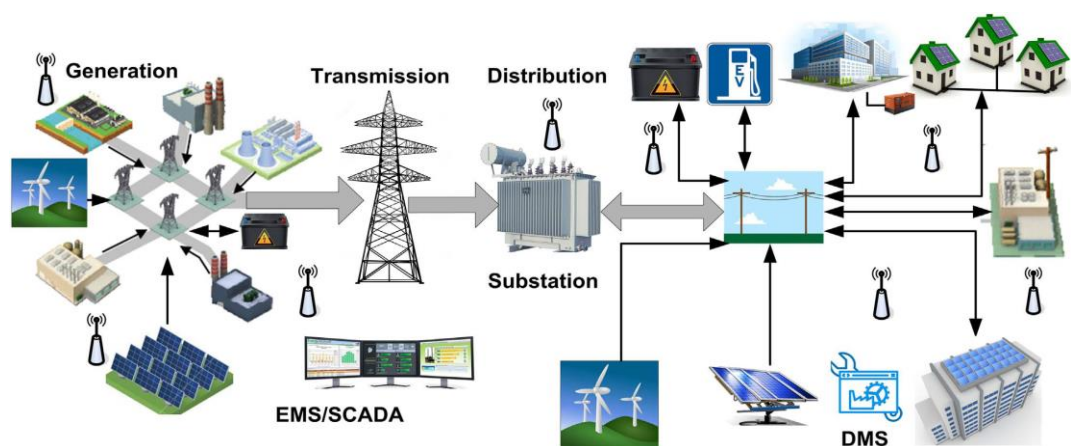 Generation
Transmission
Distribution
EV
Substation
EMS/SCADA
DMS